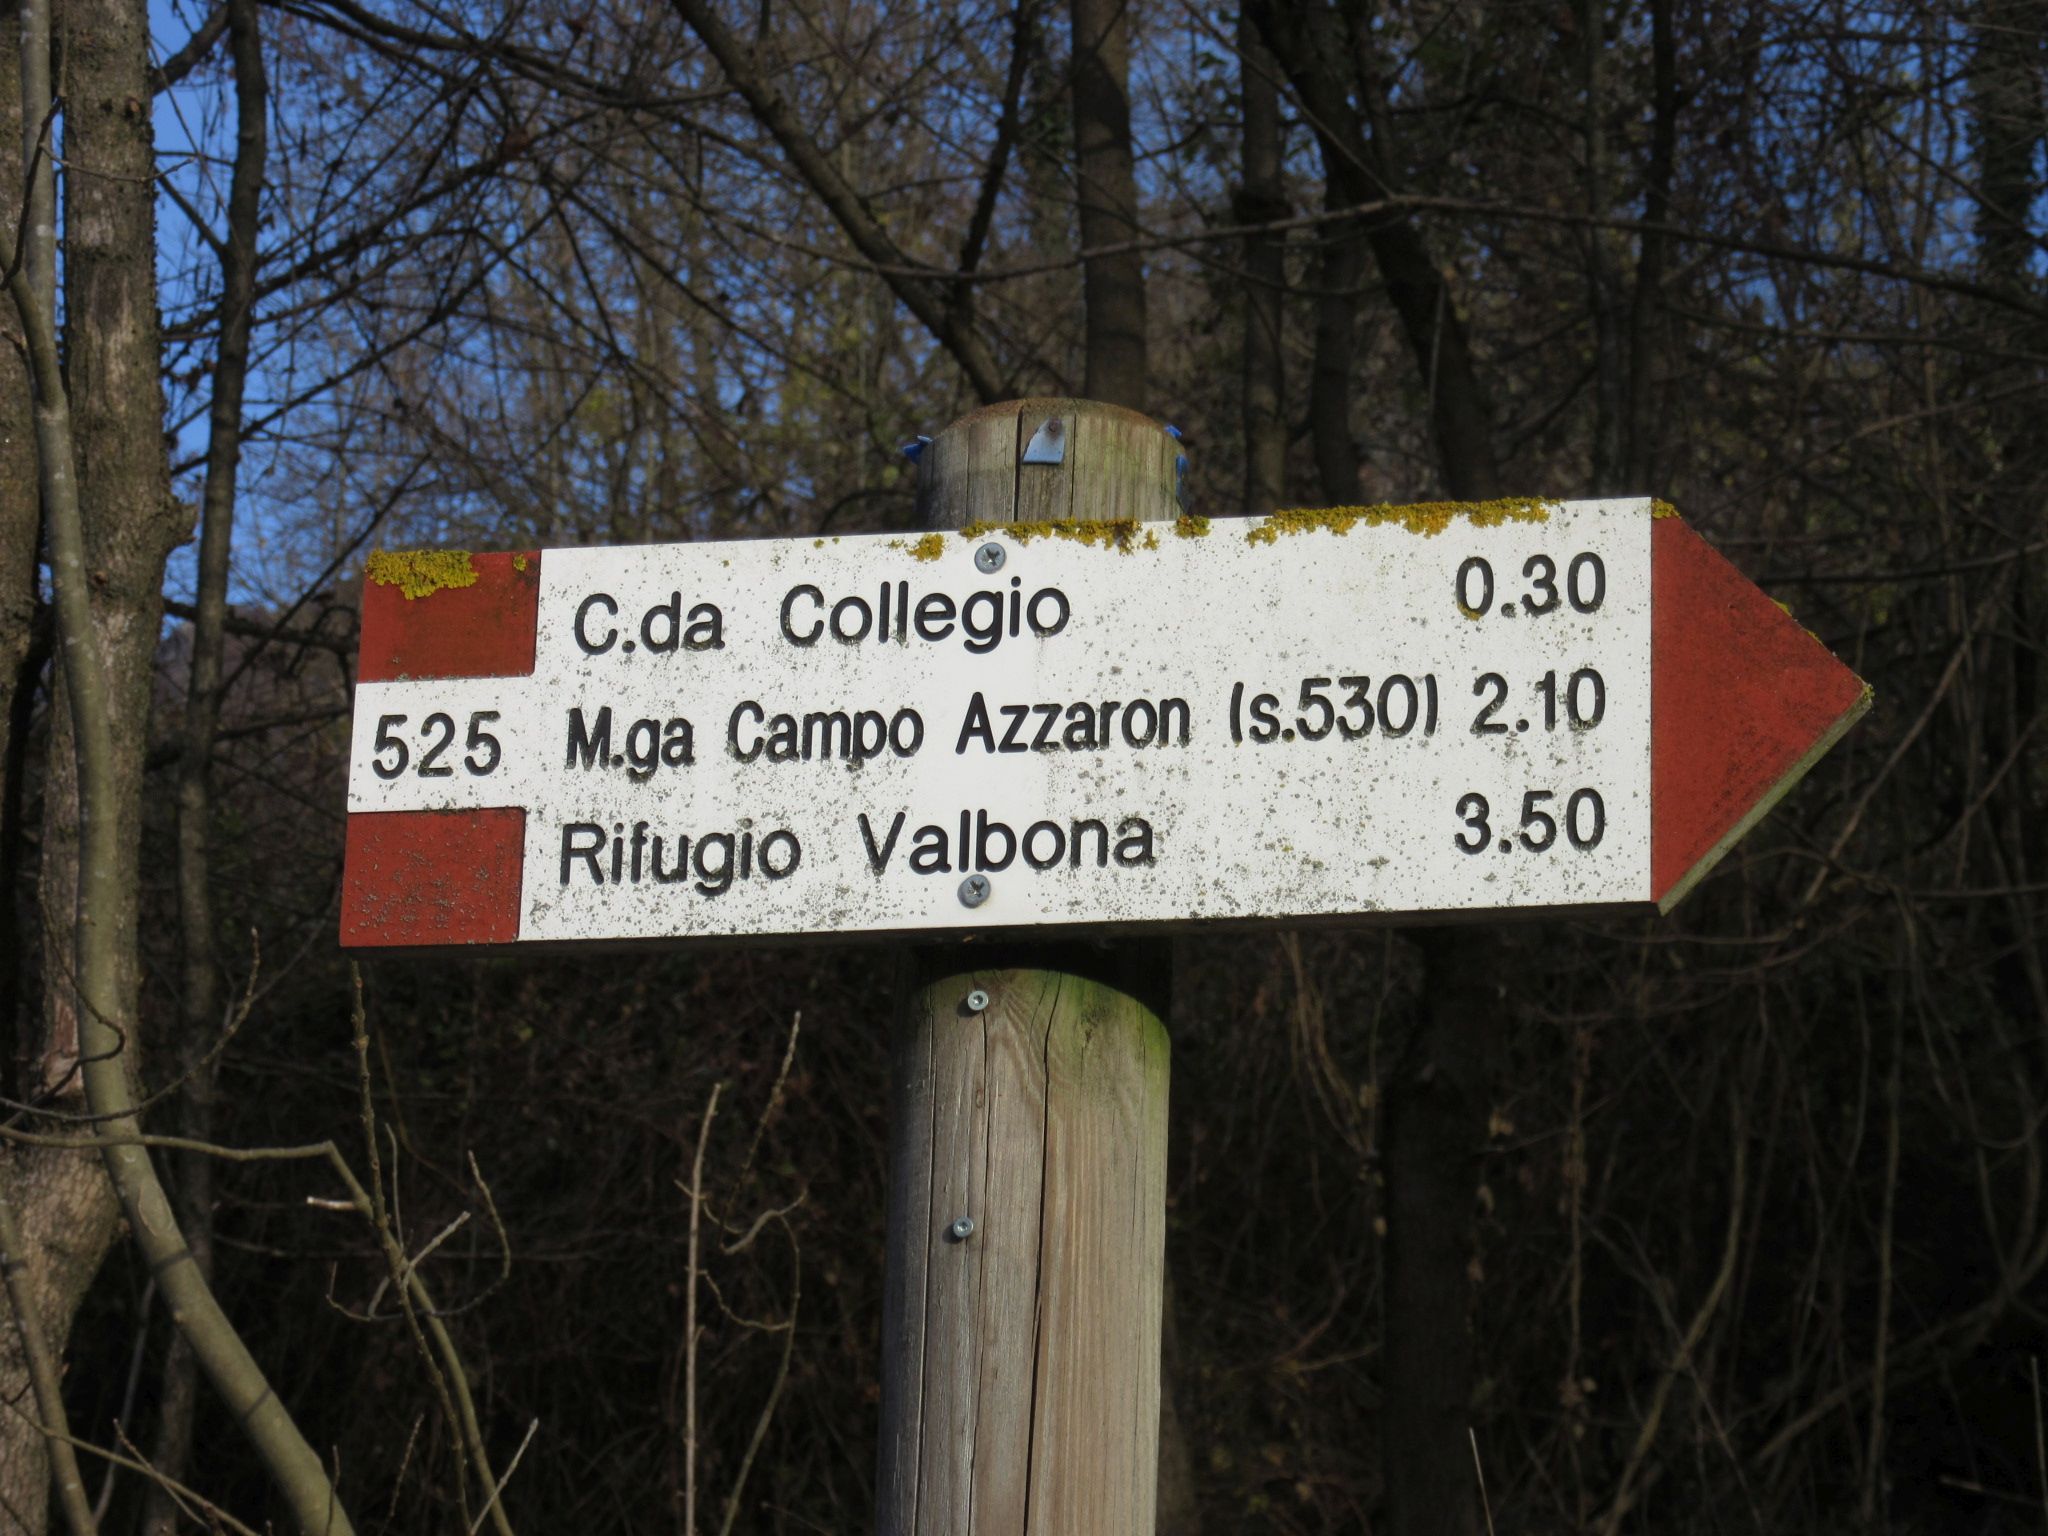 C.da Collegio 0.30
525 M.ga Campo Azzaron (s.530) 2.10
Rifugio Valbona 3.50